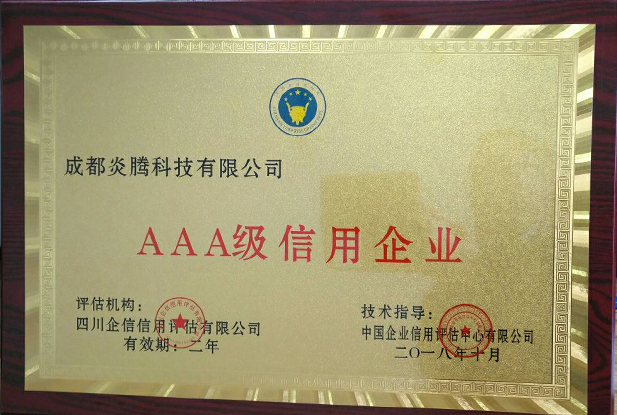 成都炎腾科技有限公司
AAA级信用企业
评估机构：
四川企信信用评估有限公司
有效期：二年
技术指导：
中国企业信用评估中心有限公司
二〇一八年十月